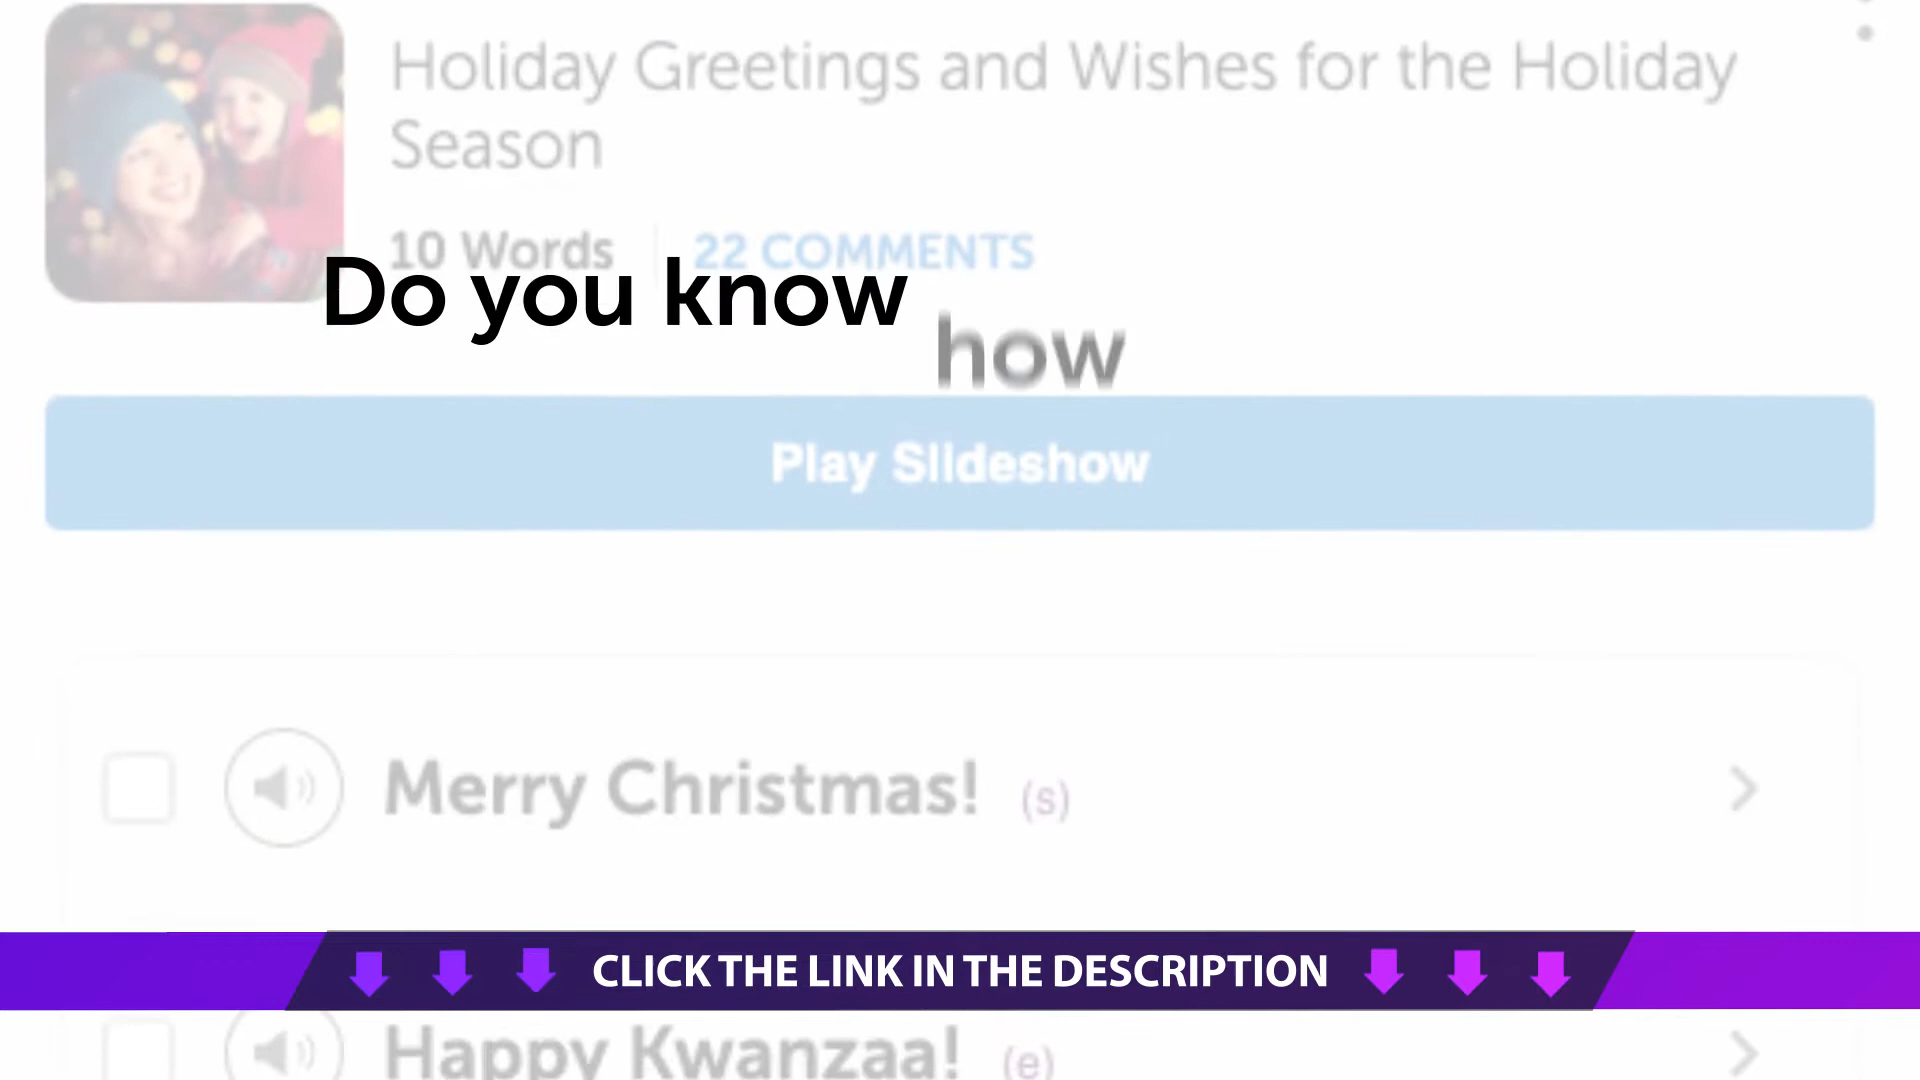 Holiday Greetings and Wishes for the Holiday
Season
10 Words 22 COMMENTS
Do you know how
Play Slideshow
Merry Christmas! (s)
CLICK THE LINK IN THE DESCRIPTION
Happy Kwanzaa! (e)